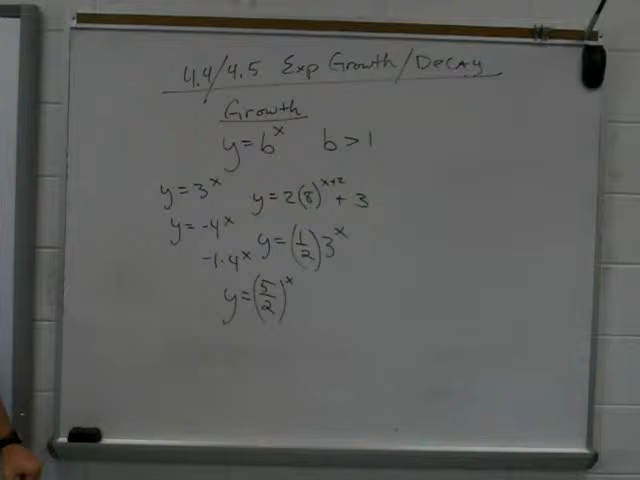 4.4/4.5 Exp Growth/Decay
Growth
y=b^x b>1
y=3^x y=2(8)^x+2 + 3
y=-4^x y=(1/2)3^x
-1·4^x
y=(5/2)^x